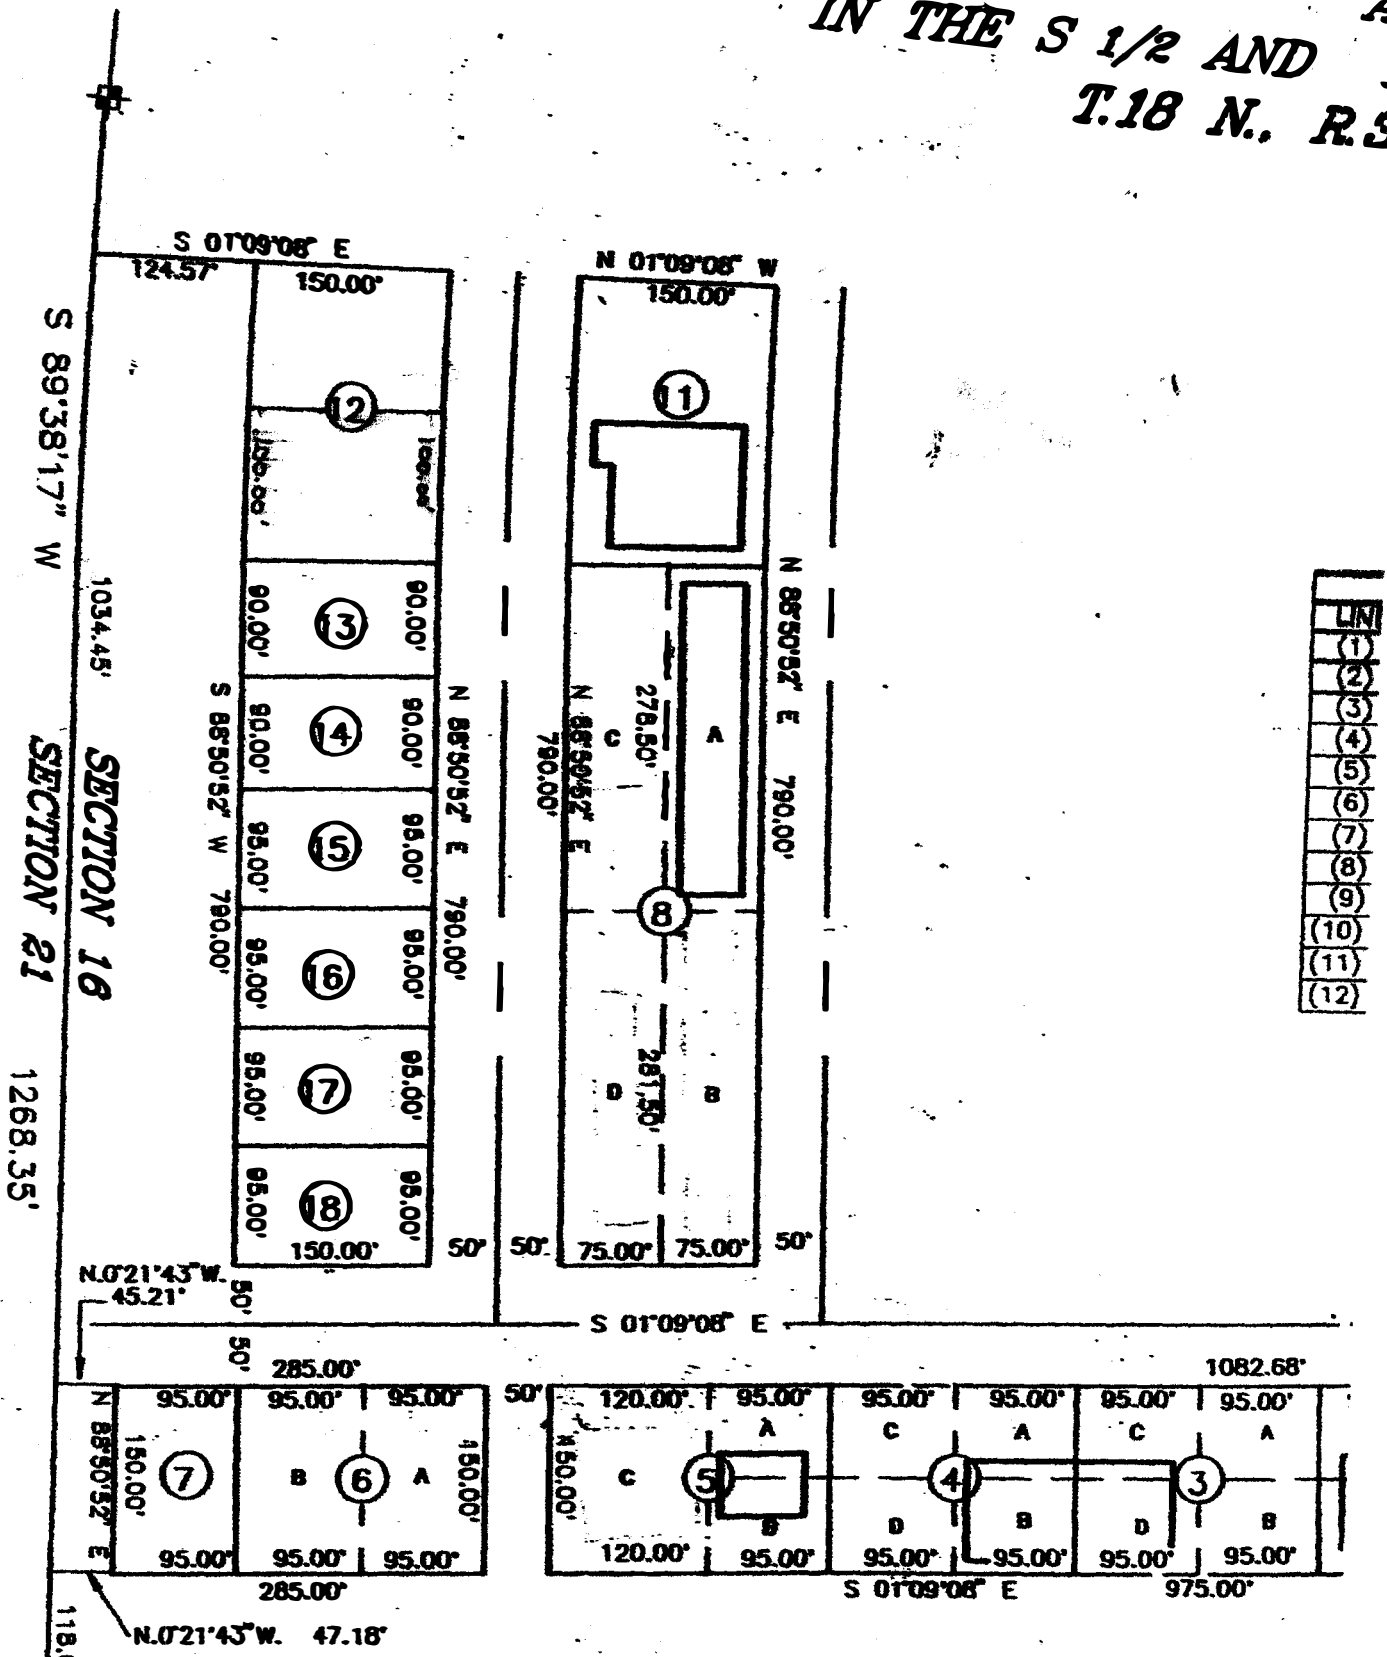 IN THE S 1/2 AND
T.18 N., R.
S 01°09'08" E
124.57'
150.00'
N 01°09'08" W
150.00'
S 89°38'17" W
1034.45'
SECTION 16
SECTION 21
1268.35'
12
100.00'
100.00'
11
13
90.00'
90.00'
14
90.00'
90.00'
15
95.00'
95.00'
16
95.00'
95.00'
17
95.00'
95.00'
18
95.00'
95.00'
150.00'
S 88°50'52" W 790.00'
N 88°50'52" E 790.00'
N 88°50'52" E
790.00'
N 88°50'52" E 790.00'
278.50'
C
A
8
281.50'
D
B
75.00'
75.00'
50'
50'
50'
LIN
(1)
(2)
(3)
(4)
(5)
(6)
(7)
(8)
(9)
(10)
(11)
(12)
N.0°21'43"W.
45.21'
50'
50'
S 01°09'08" E
285.00'
1082.68'
95.00'
95.00'
95.00'
50'
120.00'
95.00'
95.00'
95.00'
95.00'
95.00'
N 88°50'52" E
150.00'
7
B
6
A
150.00'
150.00'
C
5
A
B
C
4
D
A
B
C
3
D
A
B
95.00'
95.00'
95.00'
120.00'
95.00'
95.00'
95.00'
95.00'
95.00'
285.00'
S 01°09'08" E
975.00'
N.0°21'43"W. 47.18'
118.